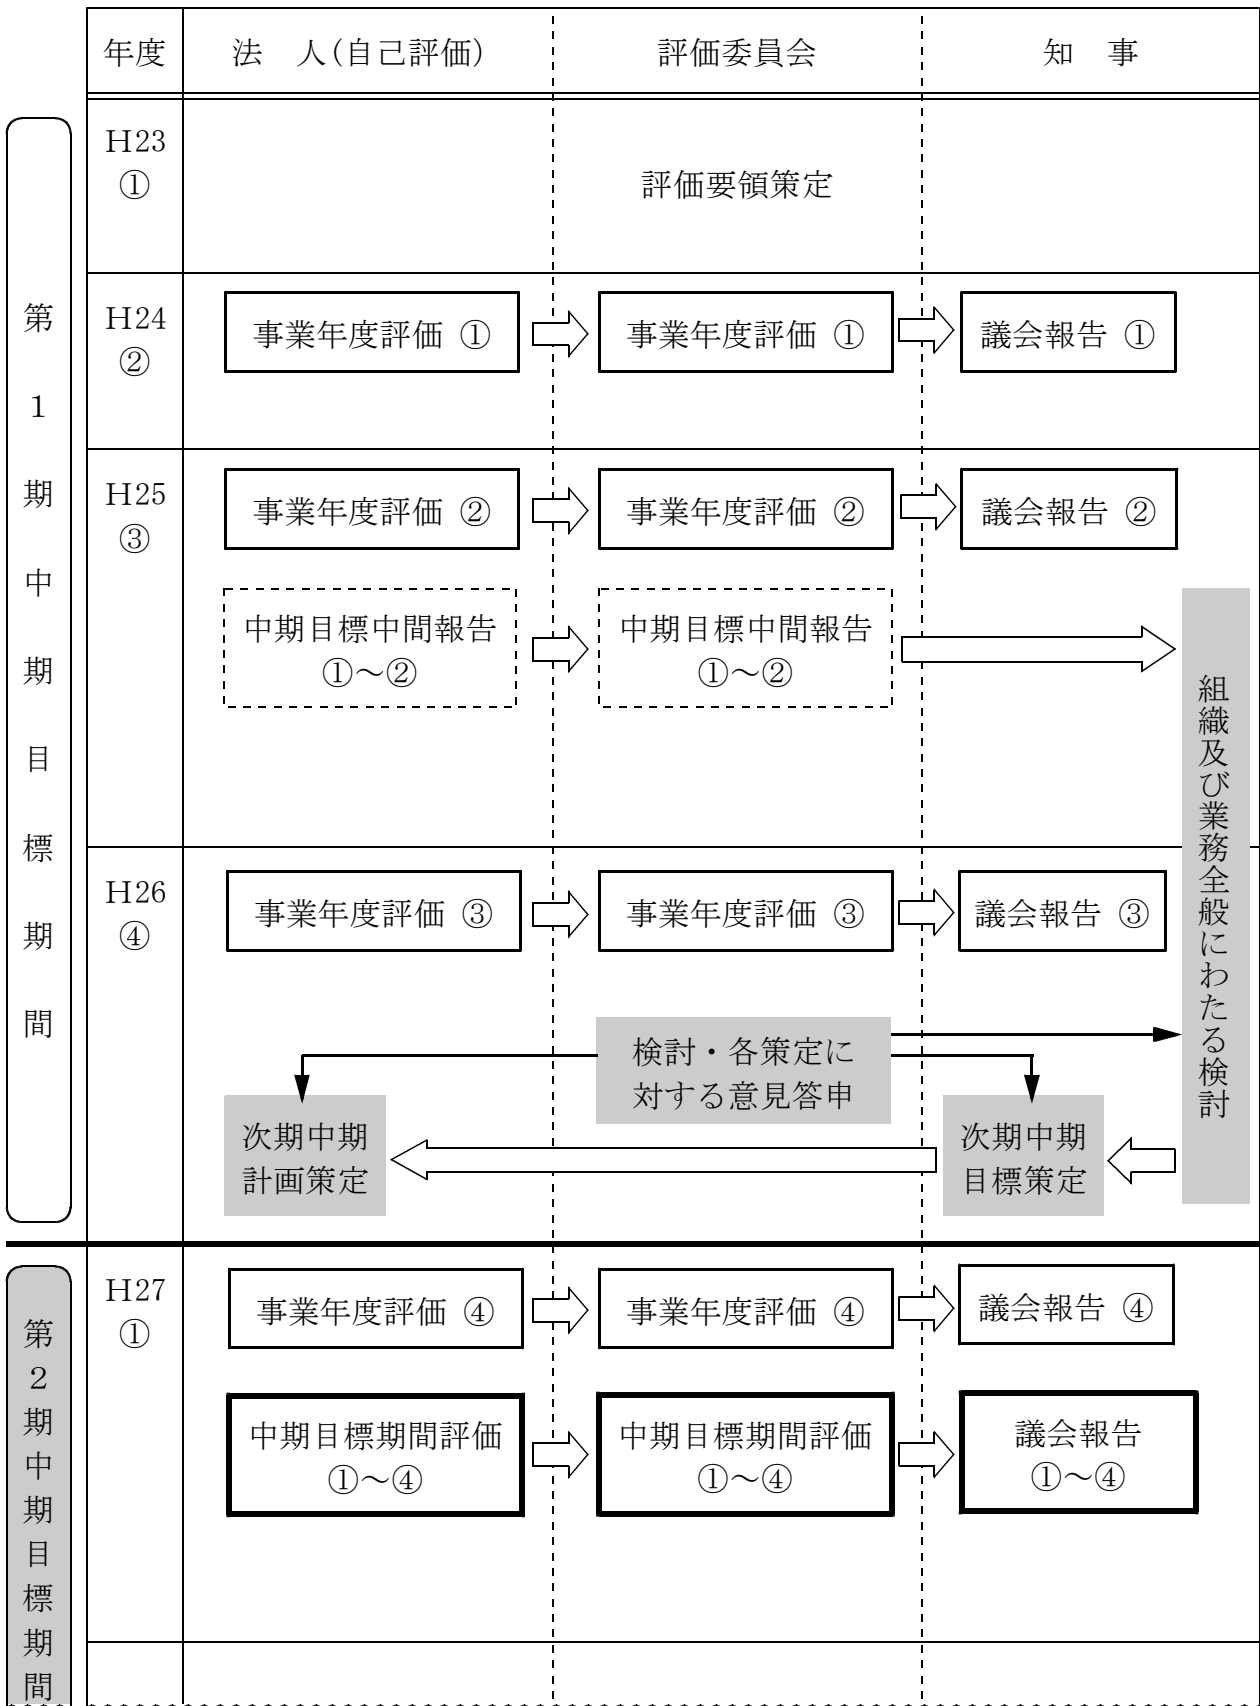 年度
法　人(自己評価)
評価委員会
知　事
第1期中期目標期間
H23
①
評価要領策定
H24
②
事業年度評価 ①
事業年度評価 ①
議会報告 ①
H25
③
事業年度評価 ②
事業年度評価 ②
議会報告 ②
中期目標中間報告
①～②
中期目標中間報告
①～②
組織及び業務全般にわたる検討
H26
④
事業年度評価 ③
事業年度評価 ③
議会報告 ③
検討・各策定に
対する意見答申
次期中期
計画策定
次期中期
目標策定
第2期中期目標期間
H27
①
事業年度評価 ④
事業年度評価 ④
議会報告 ④
中期目標期間評価
①～④
中期目標期間評価
①～④
議会報告
①～④